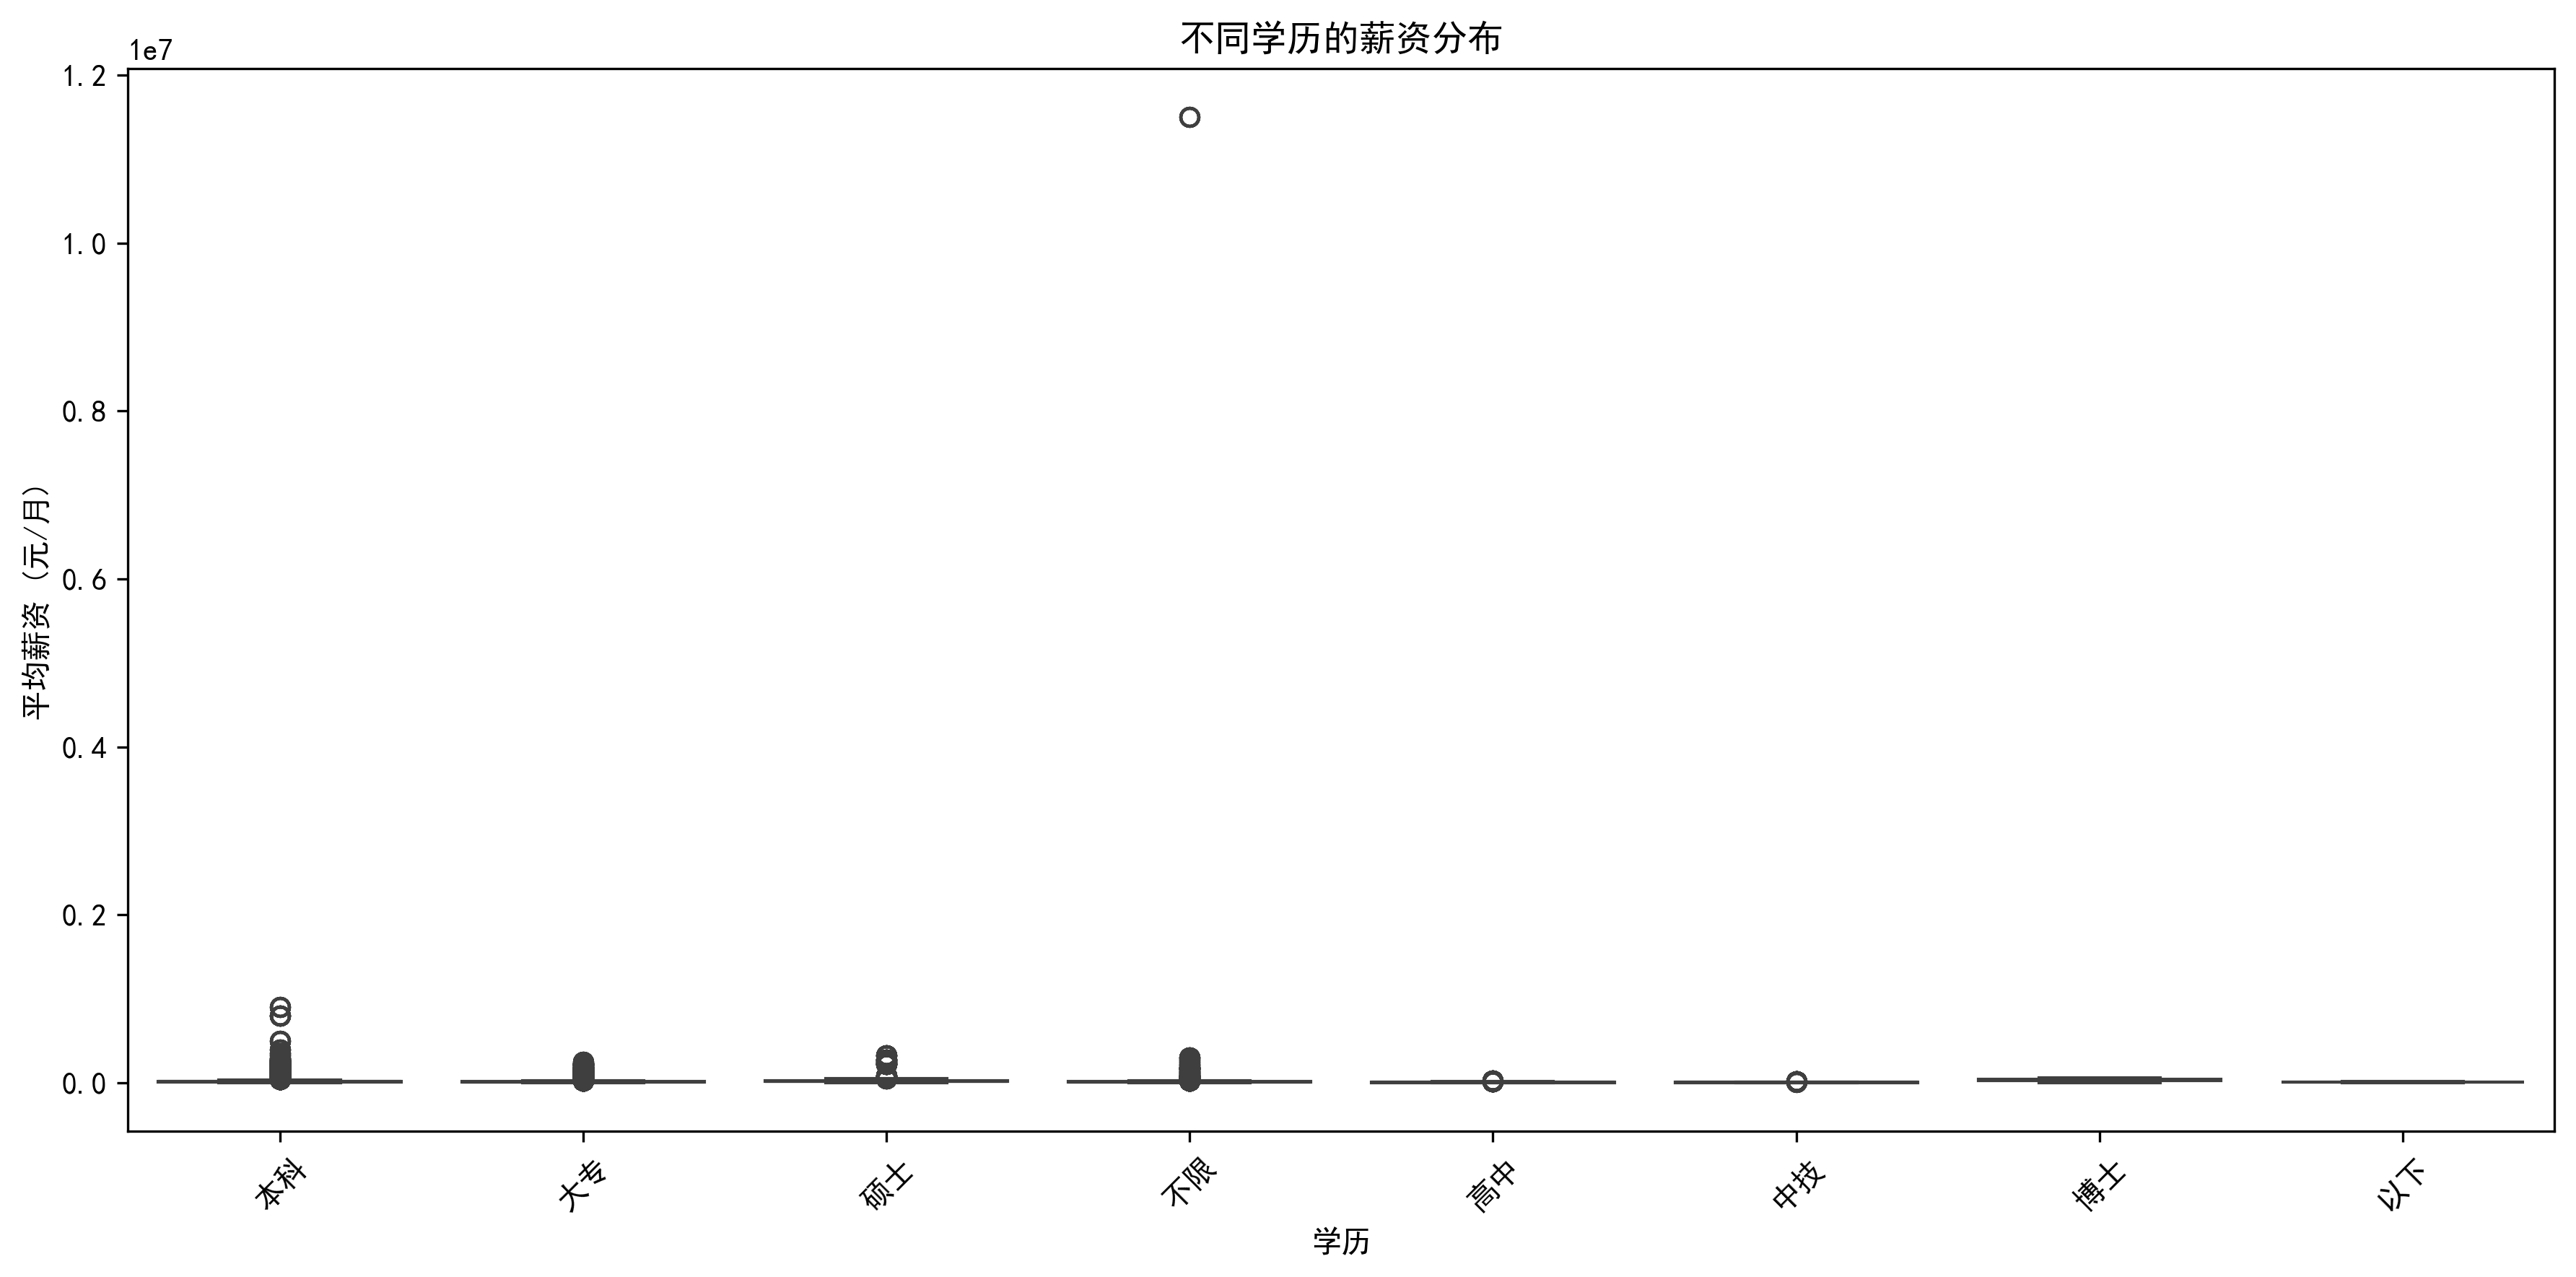 不同学历的薪资分布
1e7
1.2
1.0
0.8
0.6
0.4
0.2
0.0
平均薪资 (元/月)
本科
大专
硕士
不限
高中
中技
博士
以下
学历